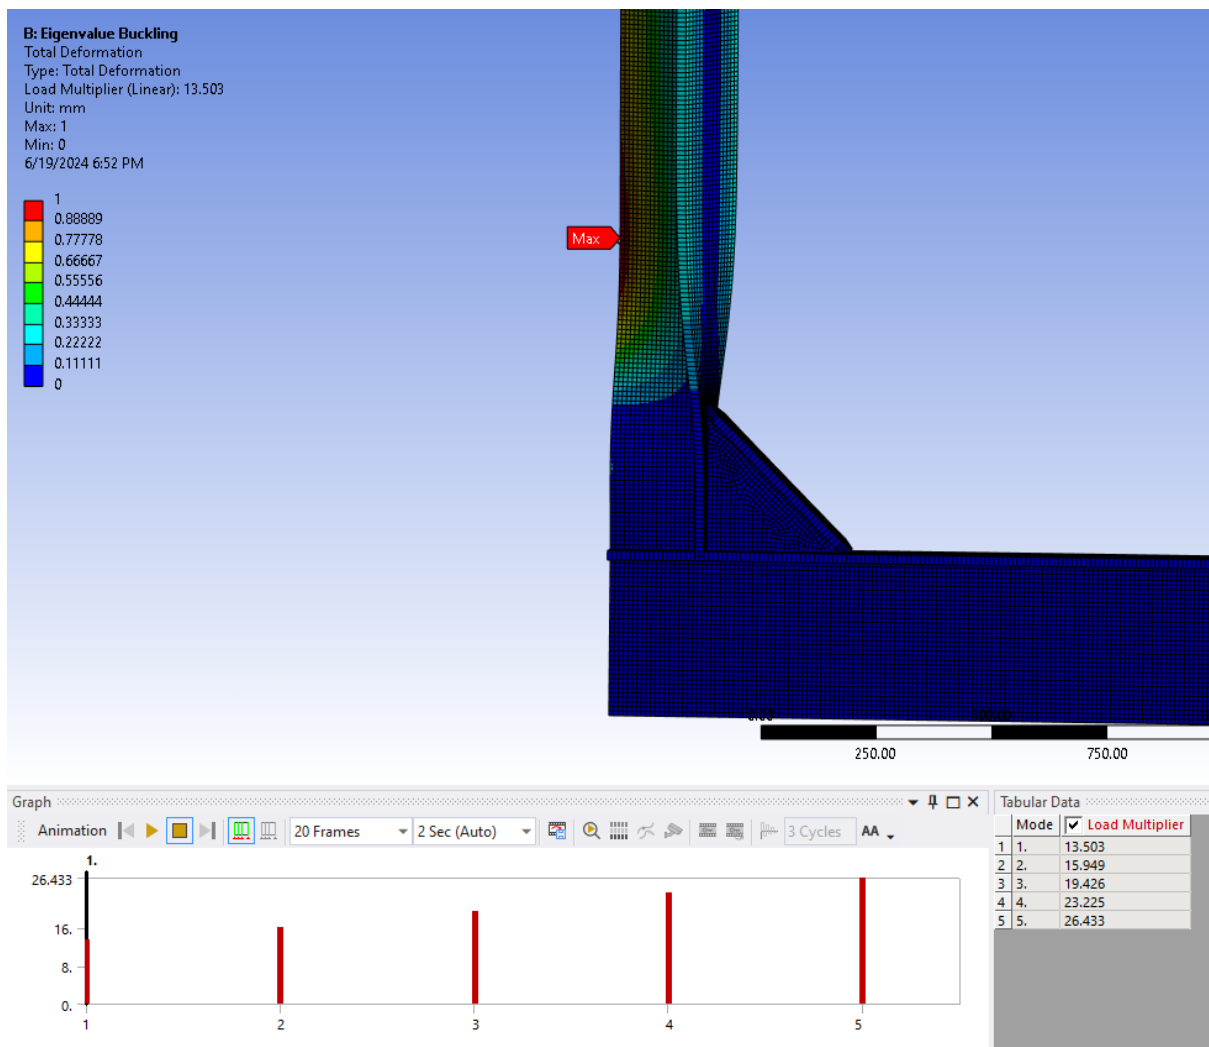 B: Eigenvalue Buckling
Total Deformation
Type: Total Deformation
Load Multiplier (Linear): 13.503
Unit: mm
Max: 1
Min: 0
6/19/2024 6:52 PM
1
0.88889
0.77778
0.66667
0.55556
0.44444
0.33333
0.22222
0.11111
0
Max
0.00
250.00
750.00
Graph
Animation
20 Frames
2 Sec (Auto)
3 Cycles
AA
1.
26.433
16.
8.
0.
1 2 3 4 5
Tabular Data
Mode Load Multiplier
1 1. 13.503
2 2. 15.949
3 3. 19.426
4 4. 23.225
5 5. 26.433